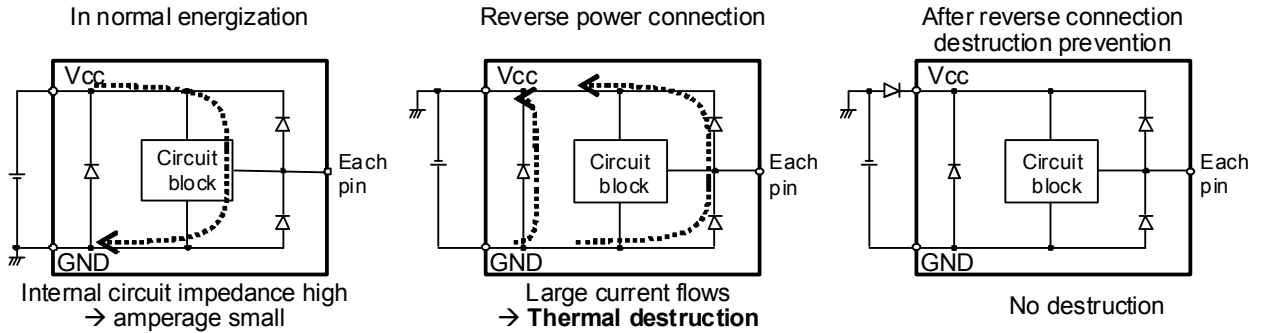 In normal energization
Vcc
Circuit
block
Each
pin
GND
Internal circuit impedance high
→ amperage small
Reverse power connection
Vcc
Circuit
block
Each
pin
GND
Large current flows
→ Thermal destruction
After reverse connection
destruction prevention
Vcc
Circuit
block
Each
pin
GND
No destruction